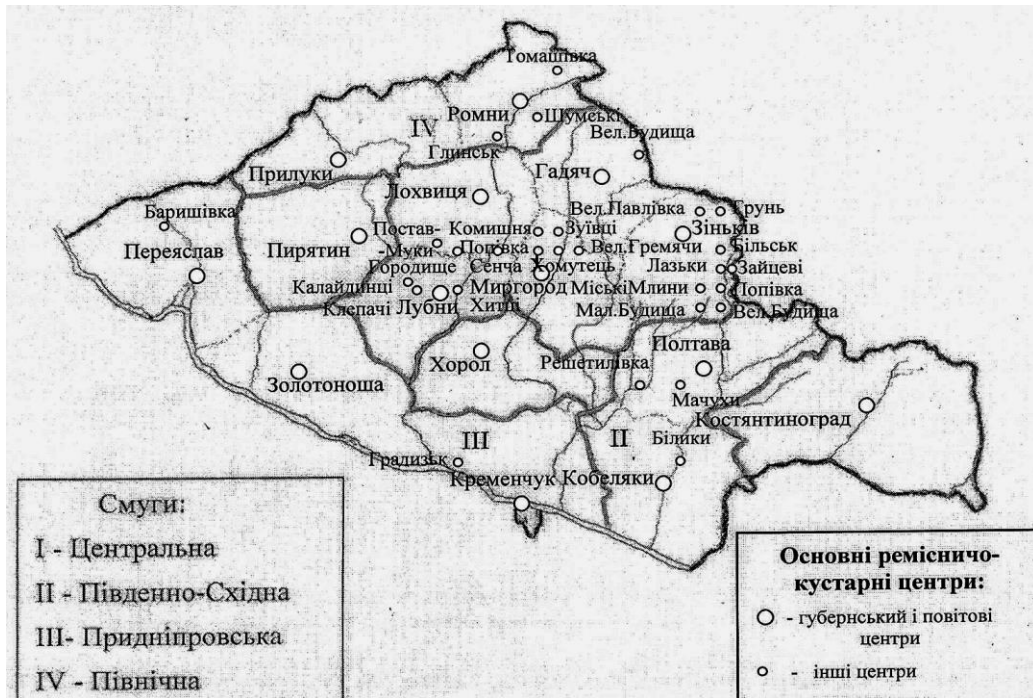 Томашівка
Ромни
Шумські
IV
Вел.Будища
Глинськ
Прилуки
Гадяч
Лохвиця
Баришівка
Вел.Павлівка
Грунь
Постав-
Муки
Комишня
Зуївці
Зіньків
Переяслав
Пирятин
Попівка
Вел.Гремячи
Більськ
Городище
Сенча
Хомутець
Лазьки
Зайцеві
Калайдинці
Миргород
Міські Млини
Попівка
Клепачі
Лубни
Хитці
Мал.Будища
Вел.Будища
Хорол
Решетилівка
Полтава
Золотоноша
Мачухи
Костянтиноград
III
II
Білики
Градизьк
Кременчук
Кобеляки
Смуги:
I - Центральна
II - Південно-Східна
III- Придніпровська
IV - Північна
Основні ремісничо-
кустарні центри:
- губернський і повітові
центри
- інші центри